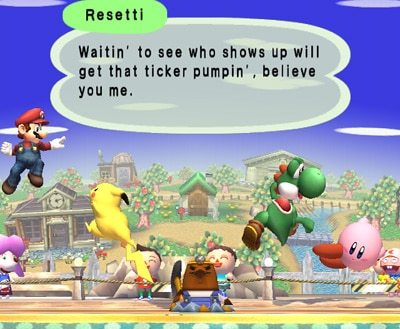 Resetti
Waitin' to see who shows up will
get that ticker pumpin', believe
you me.